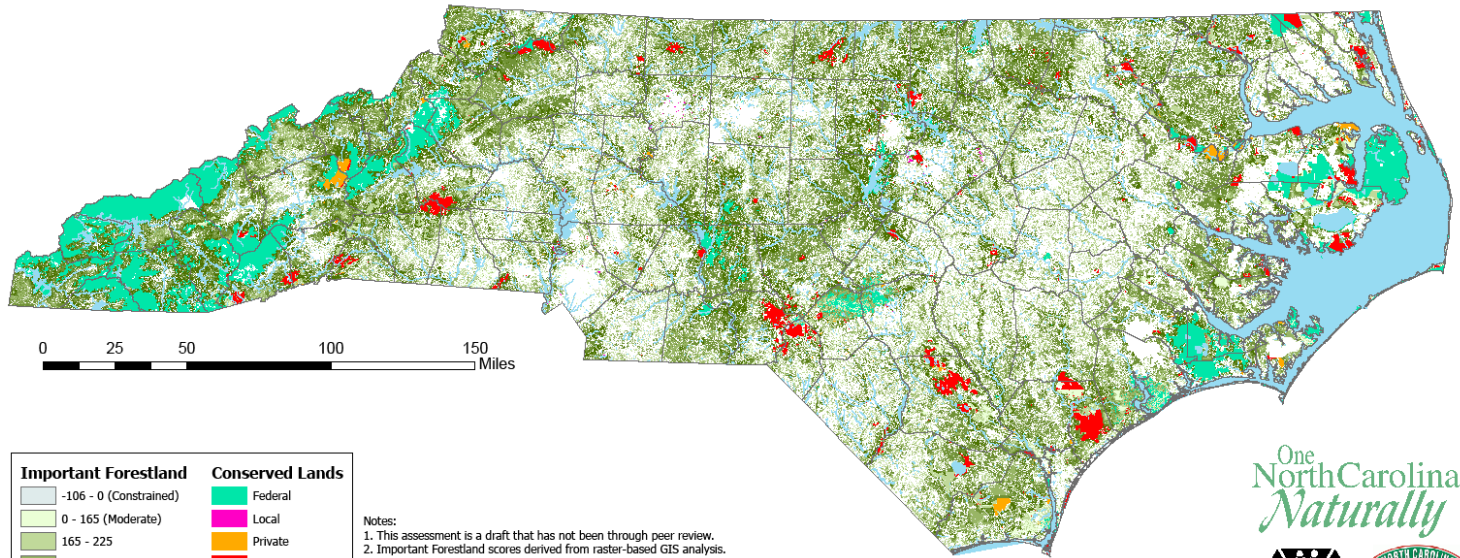 0 25 50 100 150
Miles
Important Forestland
-106 - 0 (Constrained)
0 - 165 (Moderate)
165 - 225
Conserved Lands
Federal
Local
Private
Notes:
1. This assessment is a draft that has not been through peer review.
2. Important Forestland scores derived from raster-based GIS analysis.
One
NorthCarolina
Naturally
NORTH CAROLINA